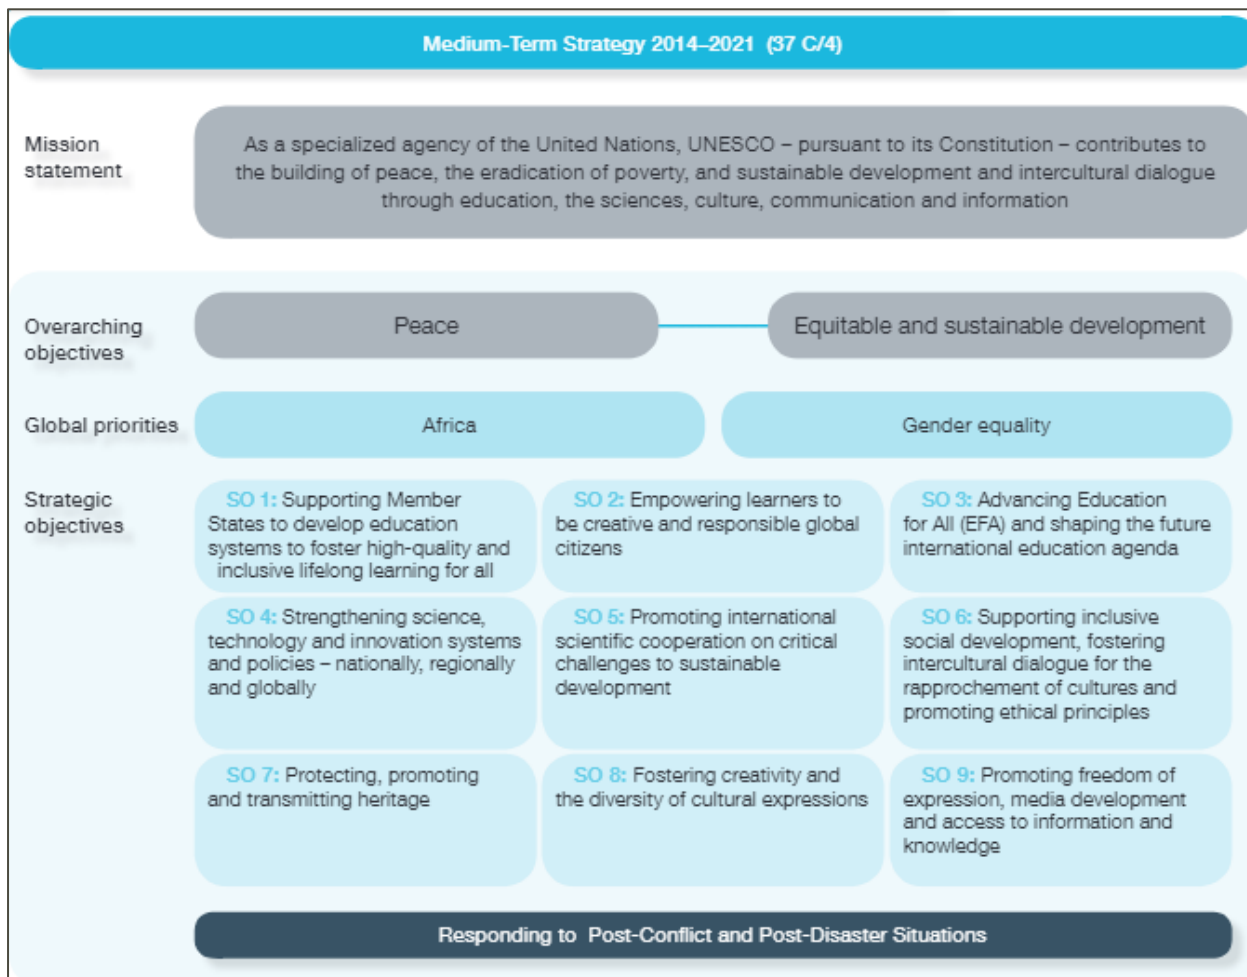 Medium-Term Strategy 2014–2021 (37 C/4)
Mission
statement
As a specialized agency of the United Nations, UNESCO – pursuant to its Constitution – contributes to
the building of peace, the eradication of poverty, and sustainable development and intercultural dialogue
through education, the sciences, culture, communication and information
Overarching
objectives
Peace
Equitable and sustainable development
Global priorities
Africa
Gender equality
Strategic
objectives
SO 1: Supporting Member
States to develop education
systems to foster high-quality and
inclusive lifelong learning for all
SO 2: Empowering learners to
be creative and responsible global
citizens
SO 3: Advancing Education
for All (EFA) and shaping the future
international education agenda
SO 4: Strengthening science,
technology and innovation systems
and policies – nationally, regionally
and globally
SO 5: Promoting international
scientific cooperation on critical
challenges to sustainable
development
SO 6: Supporting inclusive
social development, fostering
intercultural dialogue for the
rapprochement of cultures and
promoting ethical principles
SO 7: Protecting, promoting
and transmitting heritage
SO 8: Fostering creativity and
the diversity of cultural expressions
SO 9: Promoting freedom of
expression, media development
and access to information and
knowledge
Responding to Post-Conflict and Post-Disaster Situations